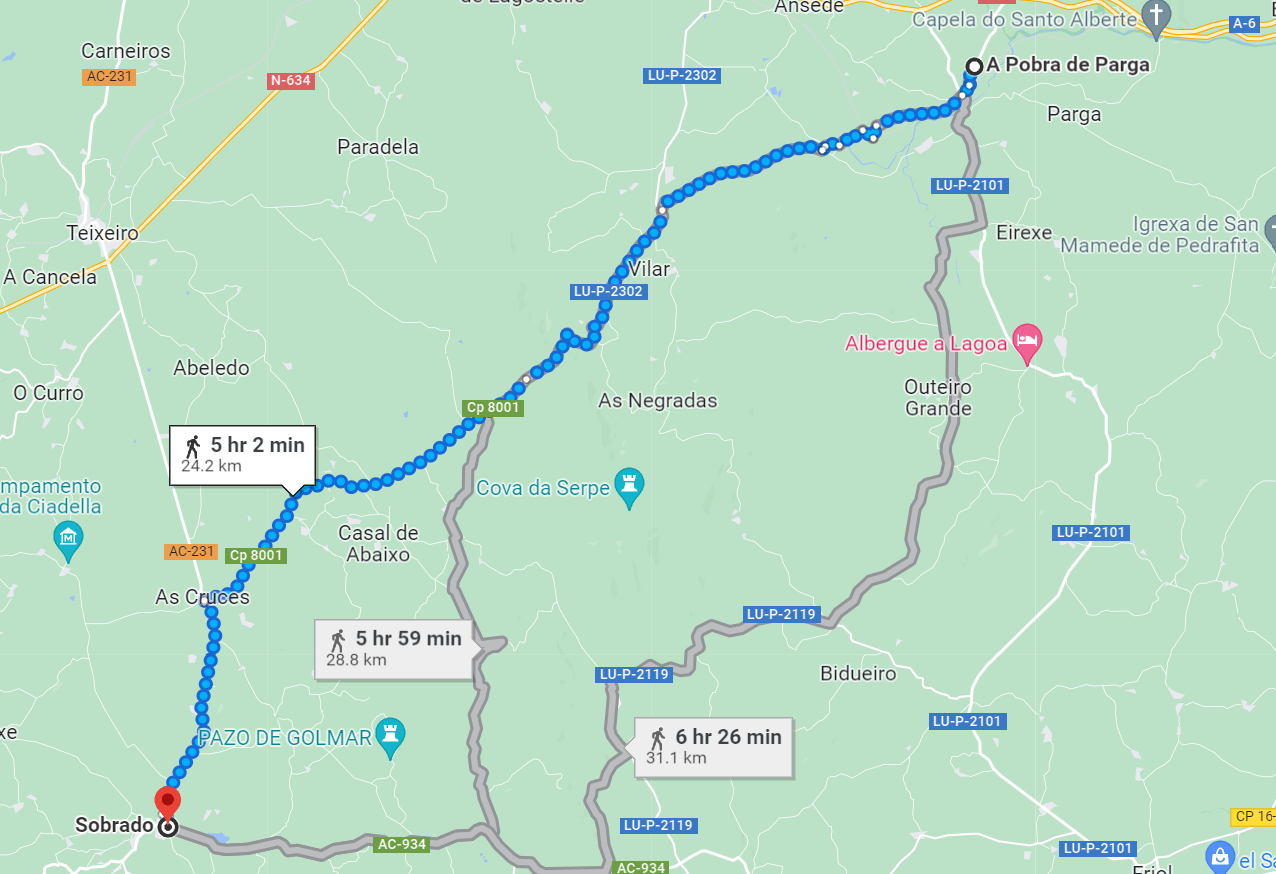 de Lagostelle
Ansede
Capela do Santo Alberte
A-6
Carneiros
AC-231
N-634
LU-P-2302
A Pobra de Parga
Parga
Paradela
LU-P-2101
Teixeiro
Eirexe
Igrexa de San
Mamede de Pedrafita
A Cancela
Vilar
LU-P-2302
Albergue a Lagoa
Abeledo
O Curro
Outeiro
Grande
As Negradas
Cp 8001
5 hr 2 min
24.2 km
mpamento
da Ciadella
Cova da Serpe
Casal de
Abaixo
LU-P-2101
AC-231
Cp 8001
As Cruces
LU-P-2119
5 hr 59 min
28.8 km
LU-P-2119
Bidueiro
LU-P-2101
xe
PAZO DE GOLMAR
6 hr 26 min
31.1 km
Sobrado
LU-P-2119
CP 16-
AC-934
LU-P-2101
AC-934
Friol
el Sa